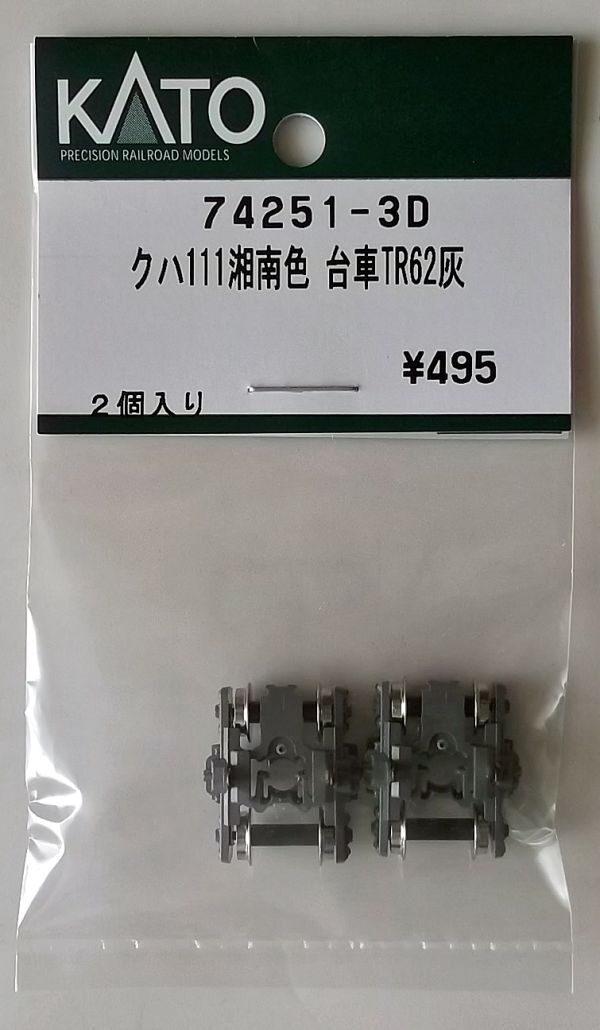 KATO
PRECISION RAILROAD MODELS
74251-3D
クハ111湘南色 台車TR62灰
¥495
2個入り